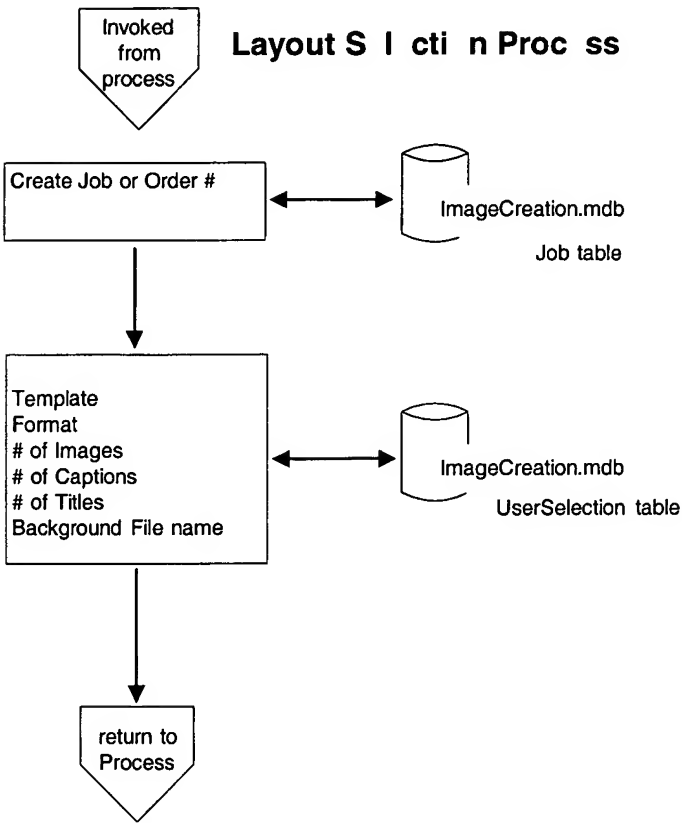 Invoked
from
process
Layout S l cti n Proc ss
Create Job or Order #
ImageCreation.mdb
Job table
Template
Format
# of Images
# of Captions
# of Titles
Background File name
ImageCreation.mdb
UserSelection table
return to
Process